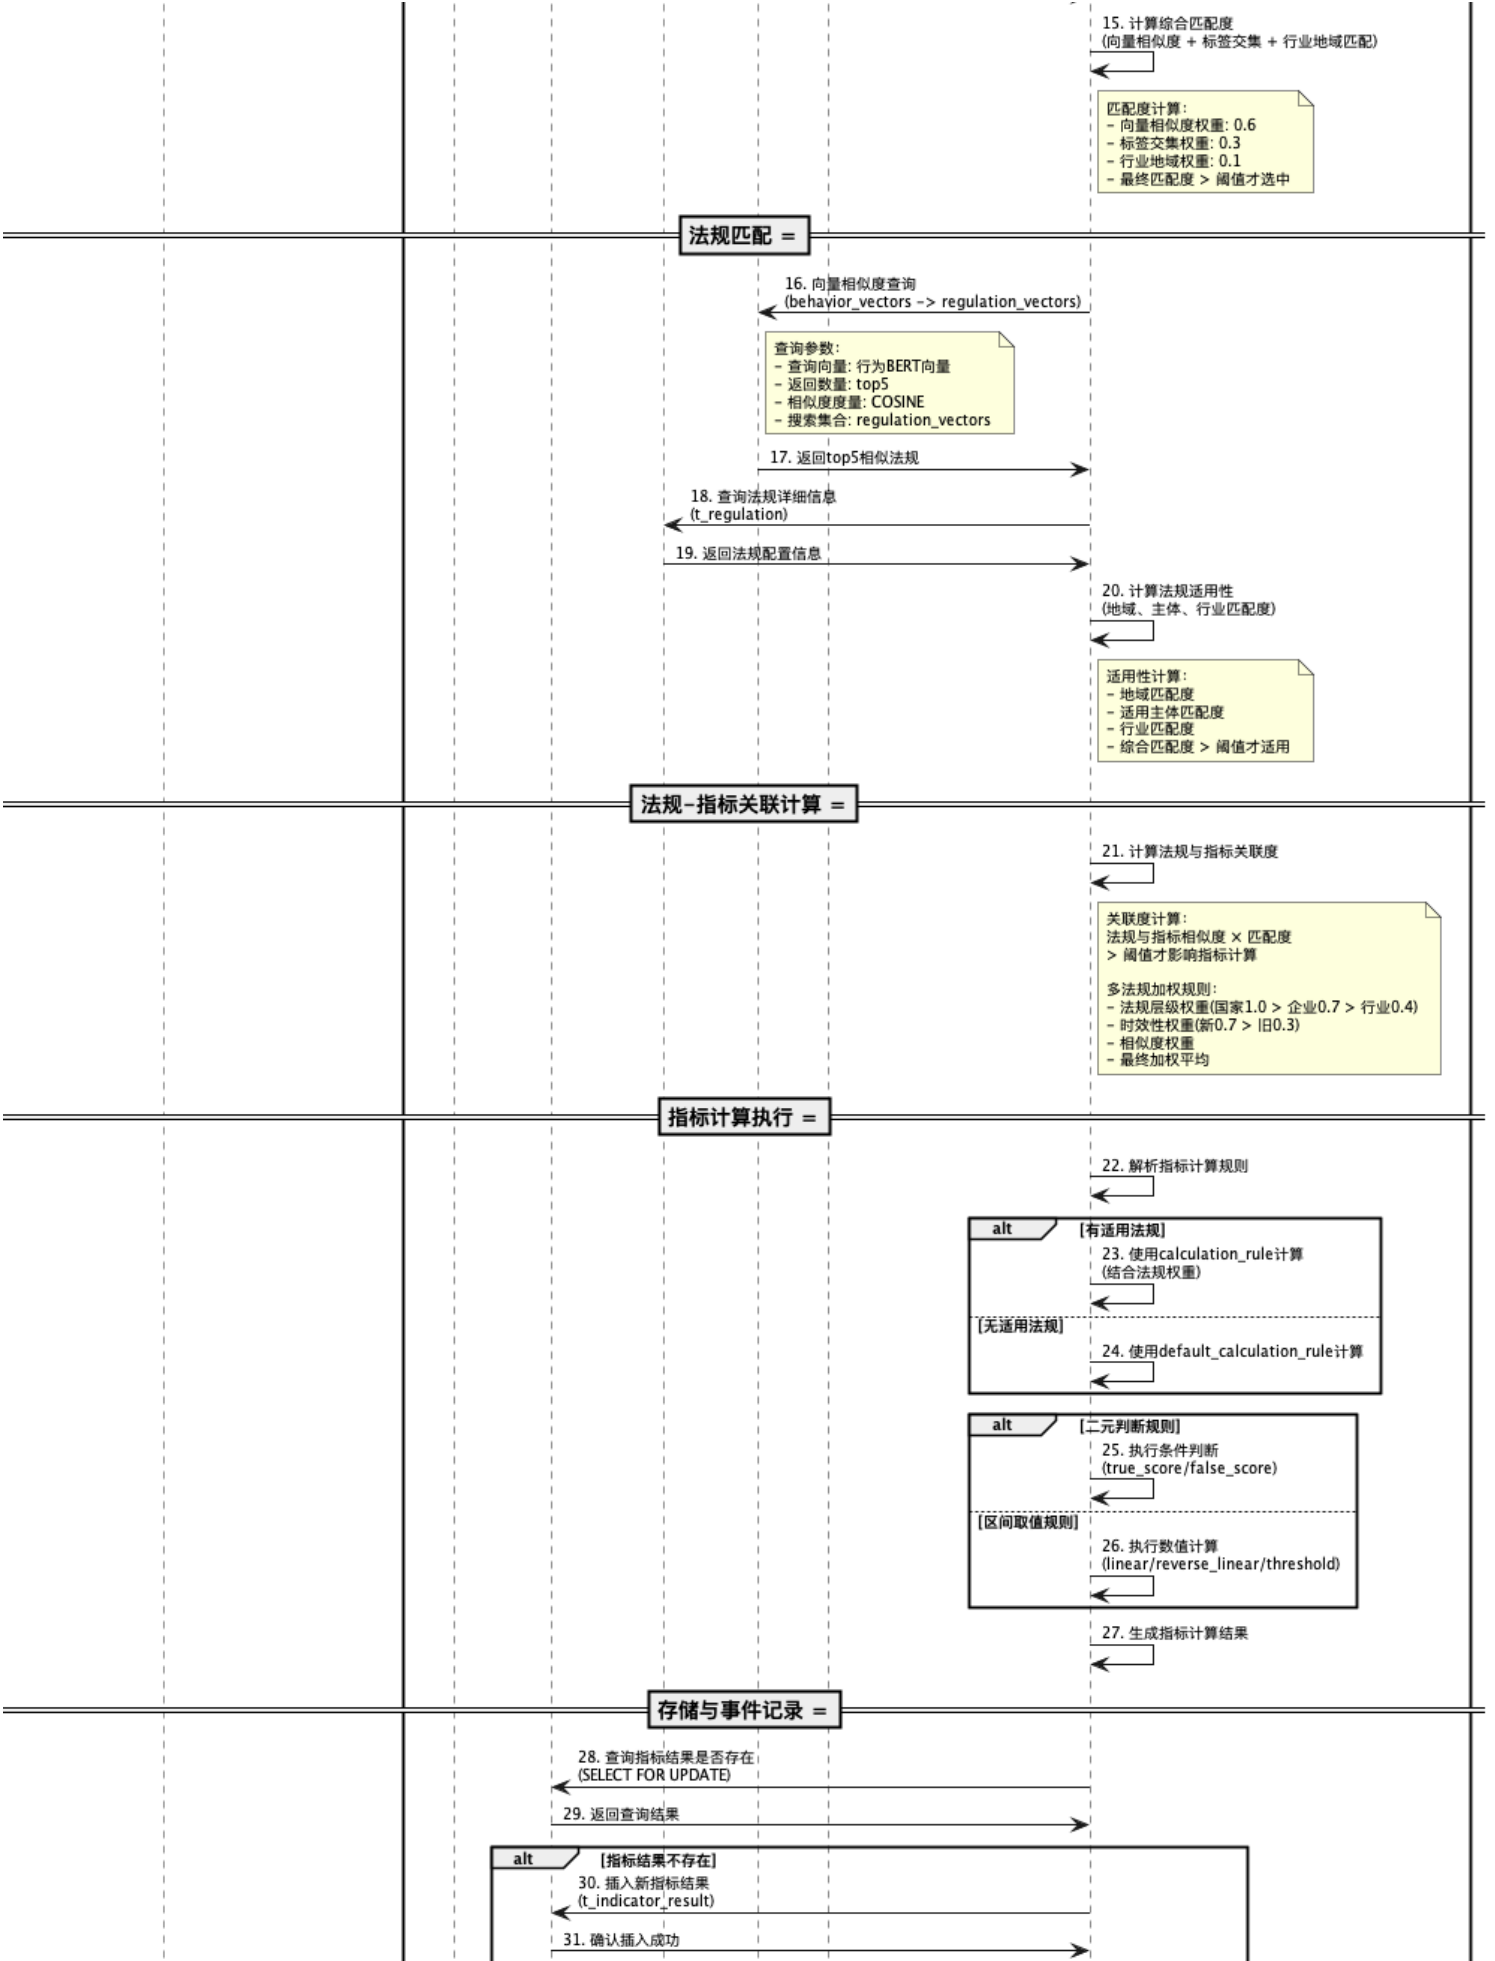 15. 计算综合匹配度
(向量相似度 + 标签交集 + 行业地域匹配)
匹配度计算:
- 向量相似度权重: 0.6
- 标签交集权重: 0.3
- 行业地域权重: 0.1
- 最终匹配度 > 阈值才选中
法规匹配 =
16. 向量相似度查询
(behavior_vectors -> regulation_vectors)
查询参数:
- 查询向量: 行为BERT向量
- 返回数量: top5
- 相似度度量: COSINE
- 搜索集合: regulation_vectors
17. 返回top5相似法规
18. 查询法规详细信息
(t_regulation)
19. 返回法规配置信息
20. 计算法规适用性
(地域、主体、行业匹配度)
适用性计算:
- 地域匹配度
- 适用主体匹配度
- 行业匹配度
- 综合匹配度 > 阈值才适用
法规-指标关联计算 =
21. 计算法规与指标关联度
关联度计算:
法规与指标相似度 × 匹配度
> 阈值才影响指标计算
多法规加权规则:
- 法规层级权重(国家1.0 > 企业0.7 > 行业0.4)
- 时效性权重(新0.7 > 旧0.3)
- 相似度权重
- 最终加权平均
指标计算执行 =
22. 解析指标计算规则
alt [有适用法规]
23. 使用calculation_rule计算
(结合法规权重)
[无适用法规]
24. 使用default_calculation_rule计算
alt [二元判断规则]
25. 执行条件判断
(true_score/false_score)
[区间取值规则]
26. 执行数值计算
(linear/reverse_linear/threshold)
27. 生成指标计算结果
存储与事件记录 =
28. 查询指标结果是否存在
(SELECT FOR UPDATE)
29. 返回查询结果
alt [指标结果不存在]
30. 插入新指标结果
(t_indicator_result)
31. 确认插入成功